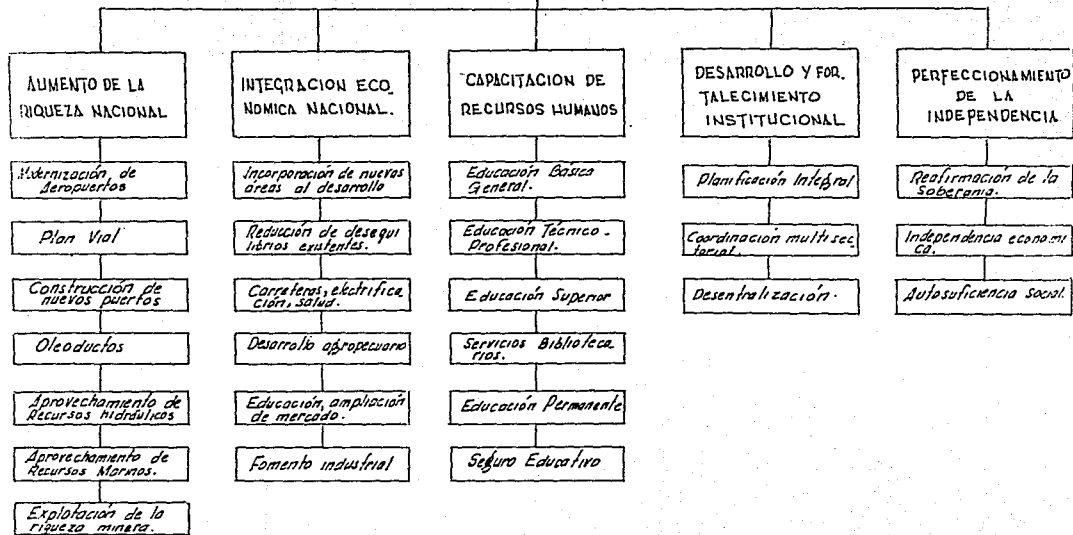 AUMENTO DE LA
RIQUEZA NACIONAL
Modernización de
Aeropuertos
Plan Vial
Construcción de
nuevos puertos
Oleoductos
Aprovechamiento de
Recursos hidráulicos
Aprovechamiento de
Recursos Marinos.
Explotación de la
riqueza minera.
INTEGRACION ECO
NOMICA NACIONAL.
Incorporación de nuevas
áreas al desarrollo
Reducción de desequi
librios existentes.
Carreteras, electrifica
ción, salud.
Desarrollo agropecuario
Educación, ampliación
de mercado.
Fomento industrial
CAPACITACION DE
RECURSOS HUMANOS
Educación Básica
General.
Educación Técnico-
Profesional.
Educación Superior
Servicios Biblioteca
rios.
Educación Permanente
Seguro Educativo
DESARROLLO Y FOR.
TALECIMIENTO
INSTITUCIONAL
Planificación Integral
Coordinación multisec
torial.
Desentralización.
PERFECCIONAMIENTO
DE LA
INDEPENDENCIA
Reafirmación de la
Soberania.
Independencia economi
ca.
Autosuficiencia Social.